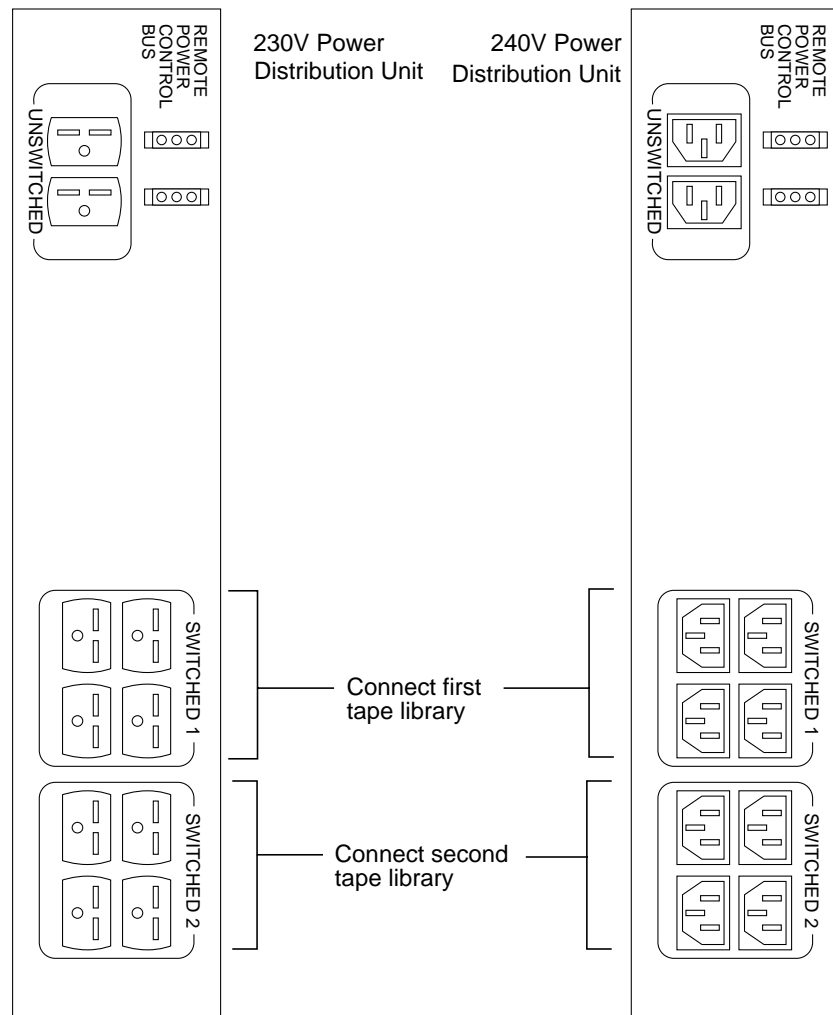 REMOTE
POWER
CONTROL
BUS
UNSWITCHED
230V Power
Distribution Unit
240V Power
Distribution Unit
REMOTE
POWER
CONTROL
BUS
UNSWITCHED
SWITCHED 1
Connect first
tape library
SWITCHED 1
SWITCHED 2
Connect second
tape library
SWITCHED 2